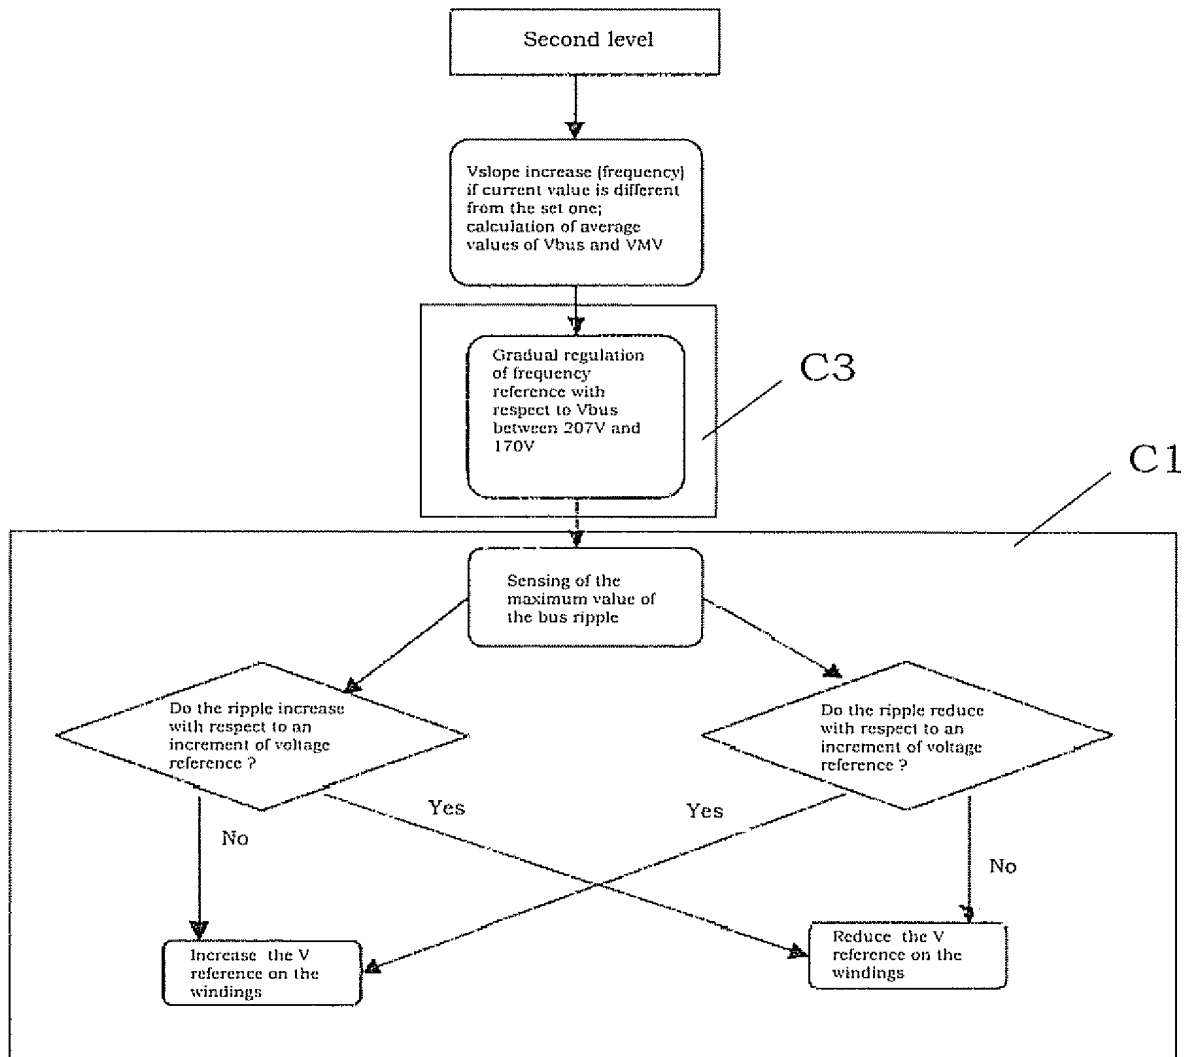 Second level
Vslope increase (frequency)
if current value is different
from the set one;
calculation of average
values of Vbus and VMV
Gradual regulation
of frequency
reference with
respect to Vbus
between 207V and
170V
C3
C1
Sensing of the
maximum value of
the bus ripple
Do the ripple increase
with respect to an
increment of voltage
reference ?
Do the ripple reduce
with respect to an
increment of voltage
reference ?
Yes
Yes
No
No
Increase the V
reference on the
windings
Reduce the V
reference on the
windings